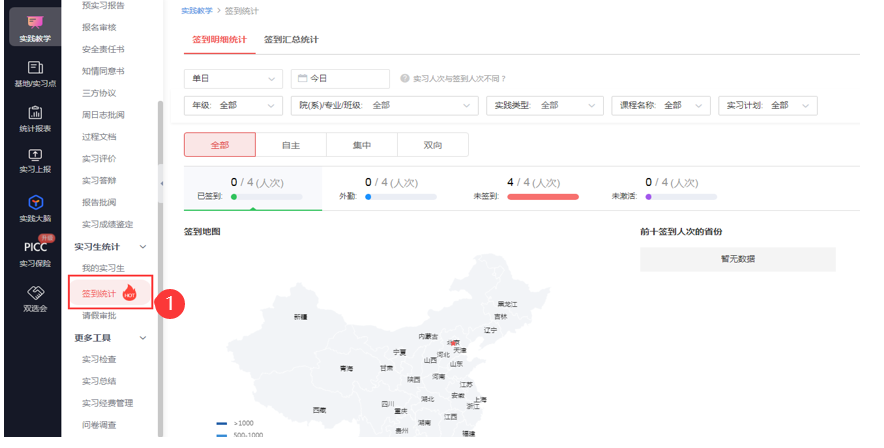 实践教学
基地/实习点
统计报表
实习上报
实践大脑
PICC
升级
实习保险
双选会
预实习报告
报名审核
安全责任书
知情同意书
三方协议
周日志批阅
过程文档
实习评价
实习答辩
报告批阅
实习成绩鉴定
实习生统计
我的实习生
签到统计 HOT
1
请假审批
更多工具
实习检查
实习总结
实习经费管理
问卷调查
实践教学 > 签到统计
签到明细统计 签到汇总统计
单日 今日 实习人次与签到人次不同？
年级: 全部 院(系)/专业/班级: 全部 实践类型: 全部 课程名称: 全部 实习计划: 全部
全部 自主 集中 双向
0 / 4 (人次) 0 / 4 (人次) 4 / 4 (人次) 0 / 4 (人次)
已签到: 外勤: 未签到: 未激活:
签到地图 前十签到人次的省份
暂无数据
黑龙江
新疆 吉林
辽宁
内蒙古 北京
宁夏 河北 天津
山西 山东
青海 甘肃
陕西 河南
江苏
四川 湖北 安徽 上海
西藏 重庆 浙江
湖南 江西
贵州 福建
>1000
500-1000